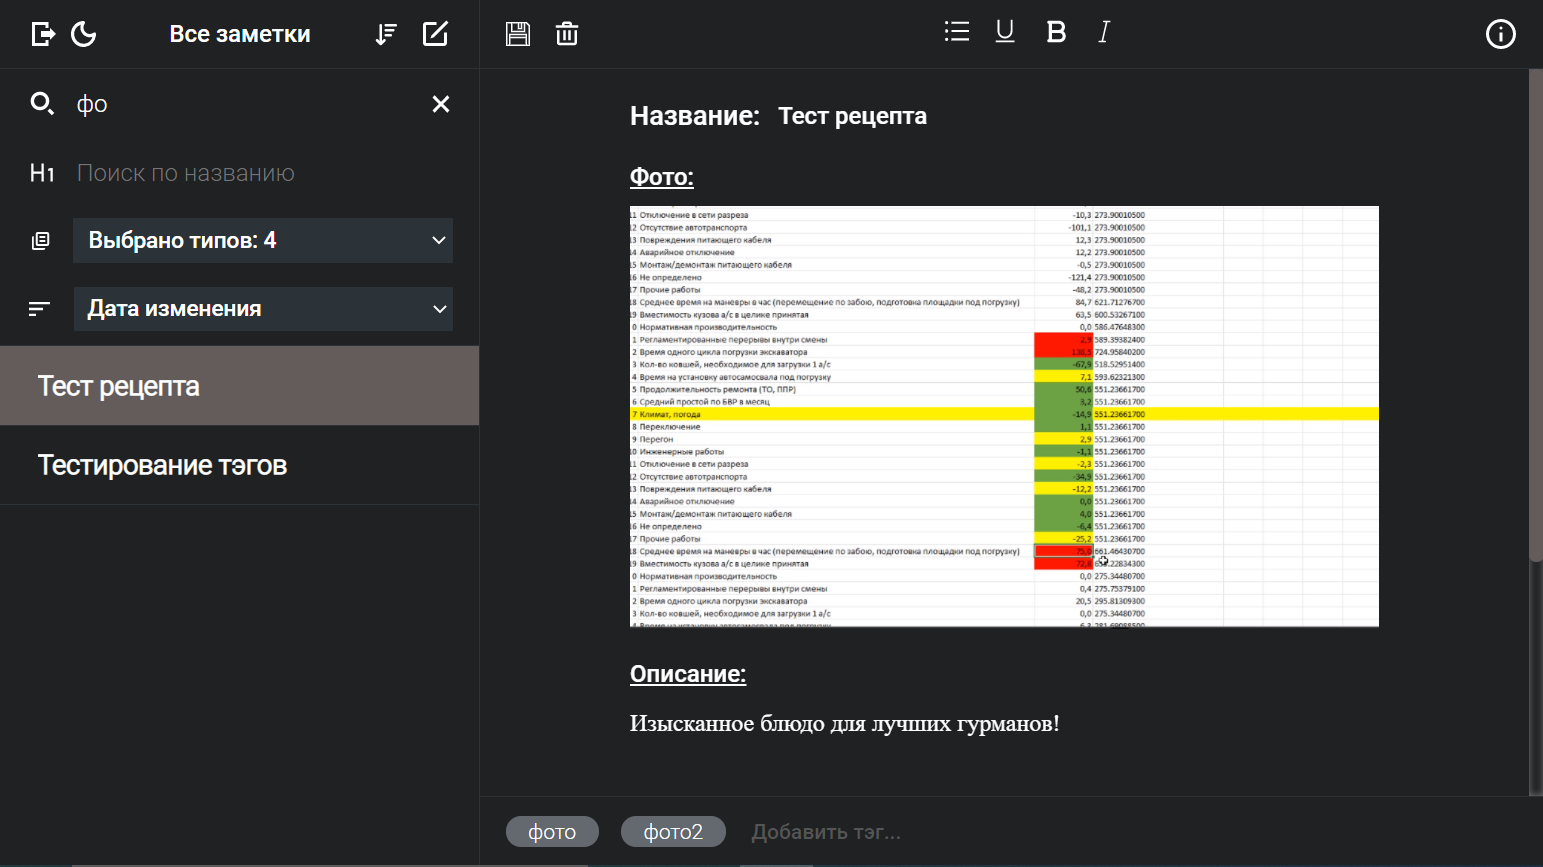 Все заметки
фо
H1 Поиск по названию
Выбрано типов: 4
Дата изменения
Тест рецепта
Тестирование тэгов
B I
Название: Тест рецепта
Фото:
11 Отключение в сети разреза -10,3 273.90010500
12 Отсутствие автотранспорта -101,1 273.90010500
13 Повреждения питающего кабеля 12,3 273.90010500
14 Аварийное отключение 12,2 273.90010500
15 Монтаж/демонтаж питающего кабеля -0,5 273.90010500
16 Не определено -121,4 273.90010500
17 Прочие работы -48,2 273.90010500
18 Среднее время на маневры в час (перемещение по забою, подготовка площадки под погрузку) 84,7 621.71276700
19 Вместимость кузова а/с в целике принятая 63,5 600.53267100
0 Нормативная производительность 0,0 586.47648300
1 Регламентированные перерывы внутри смены 2,9 589.39382400
2 Время одного цикла погрузки экскаватора 138,5 724.95840200
3 Кол-во ковшей, необходимое для загрузки 1 а/с -67,9 518.52951400
4 Время на установку автосамосвала под погрузку 7,1 593.62321300
5 Продолжительность ремонта (ТО, ППР) 50,6 551.23661700
6 Средний простой по БВР в месяц 3,2 551.23661700
7 Климат, погода -14,9 551.23661700
8 Переключение 1,1 551.23661700
9 Перегон 2,9 551.23661700
10 Инженерные работы -1,1 551.23661700
11 Отключение в сети разреза -2,3 551.23661700
12 Отсутствие автотранспорта -34,9 551.23661700
13 Повреждения питающего кабеля -12,2 551.23661700
14 Аварийное отключение 0,0 551.23661700
15 Монтаж/демонтаж питающего кабеля 4,0 551.23661700
16 Не определено -6,4 551.23661700
17 Прочие работы -25,2 551.23661700
18 Среднее время на маневры в час (перемещение по забою, подготовка площадки под погрузку) 75,0 661.46430700
19 Вместимость кузова а/с в целике принятая 72,8
0 Нормативная производительность 0,0 275.34480700
1 Регламентированные перерывы внутри смены 0,4 275.75379100
2 Время одного цикла погрузки экскаватора 20,5 295.81309300
3 Кол-во ковшей, необходимое для загрузки 1 а/с 0,0 275.34480700
4 Время на установку автосамосвала под погрузку
Описание:
Изысканное блюдо для лучших гурманов!
фото фото2 Добавить тэг...